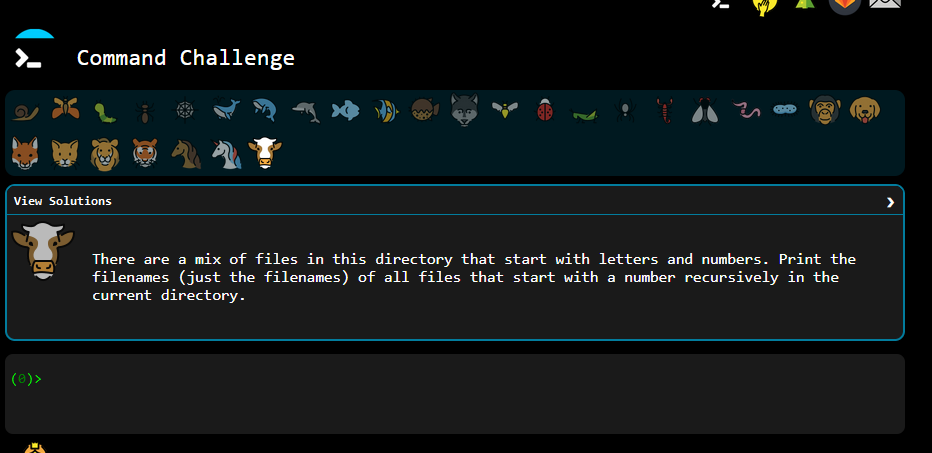 Command Challenge
View Solutions
There are a mix of files in this directory that start with letters and numbers. Print the
filenames (just the filenames) of all files that start with a number recursively in the
current directory.
(0)>